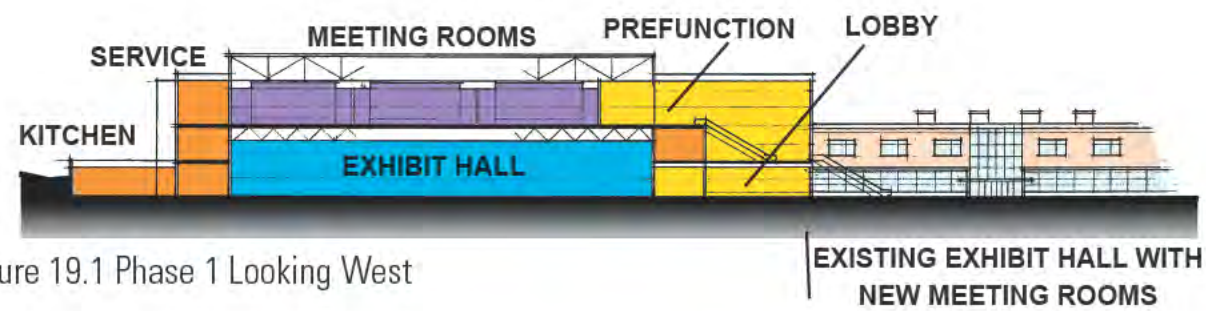 MEETING ROOMS
PREFUNCTION
LOBBY
SERVICE
KITCHEN
EXHIBIT HALL
EXISTING EXHIBIT HALL WITH
NEW MEETING ROOMS
ure 19.1 Phase 1 Looking West